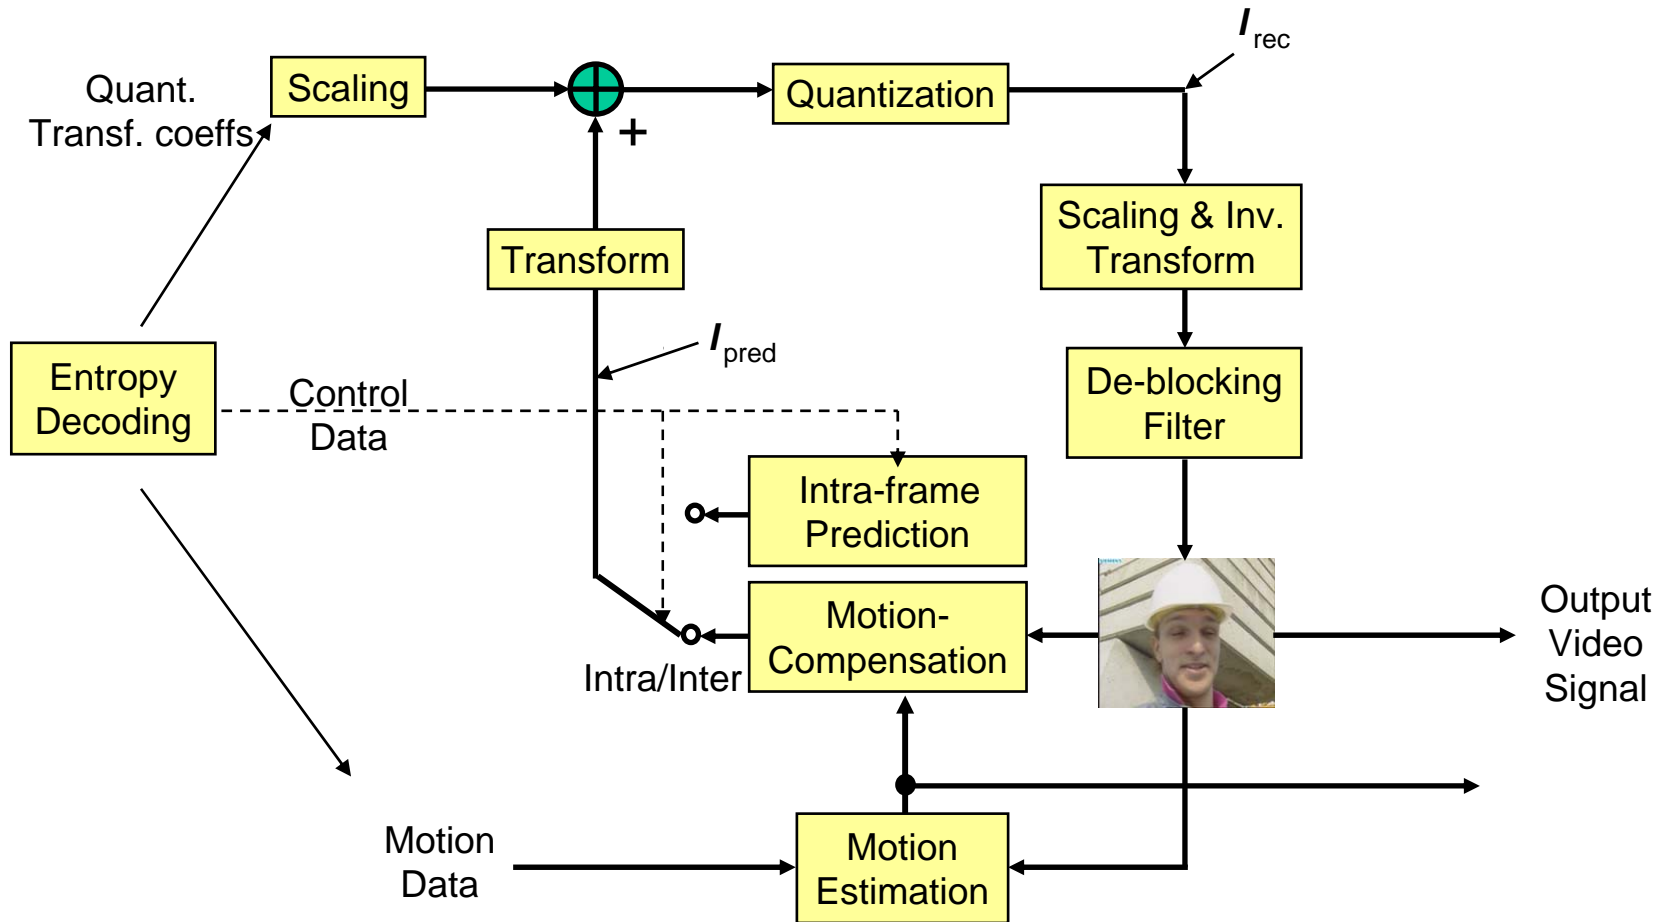 I rec
Quant.
Transf. coeffs
Scaling
+
Quantization
Scaling & Inv.
Transform
Transform
I pred
Entropy
Decoding
Control
Data
De-blocking
Filter
Intra-frame
Prediction
Motion-
Compensation
Intra/Inter
Output
Video
Signal
Motion
Data
Motion
Estimation